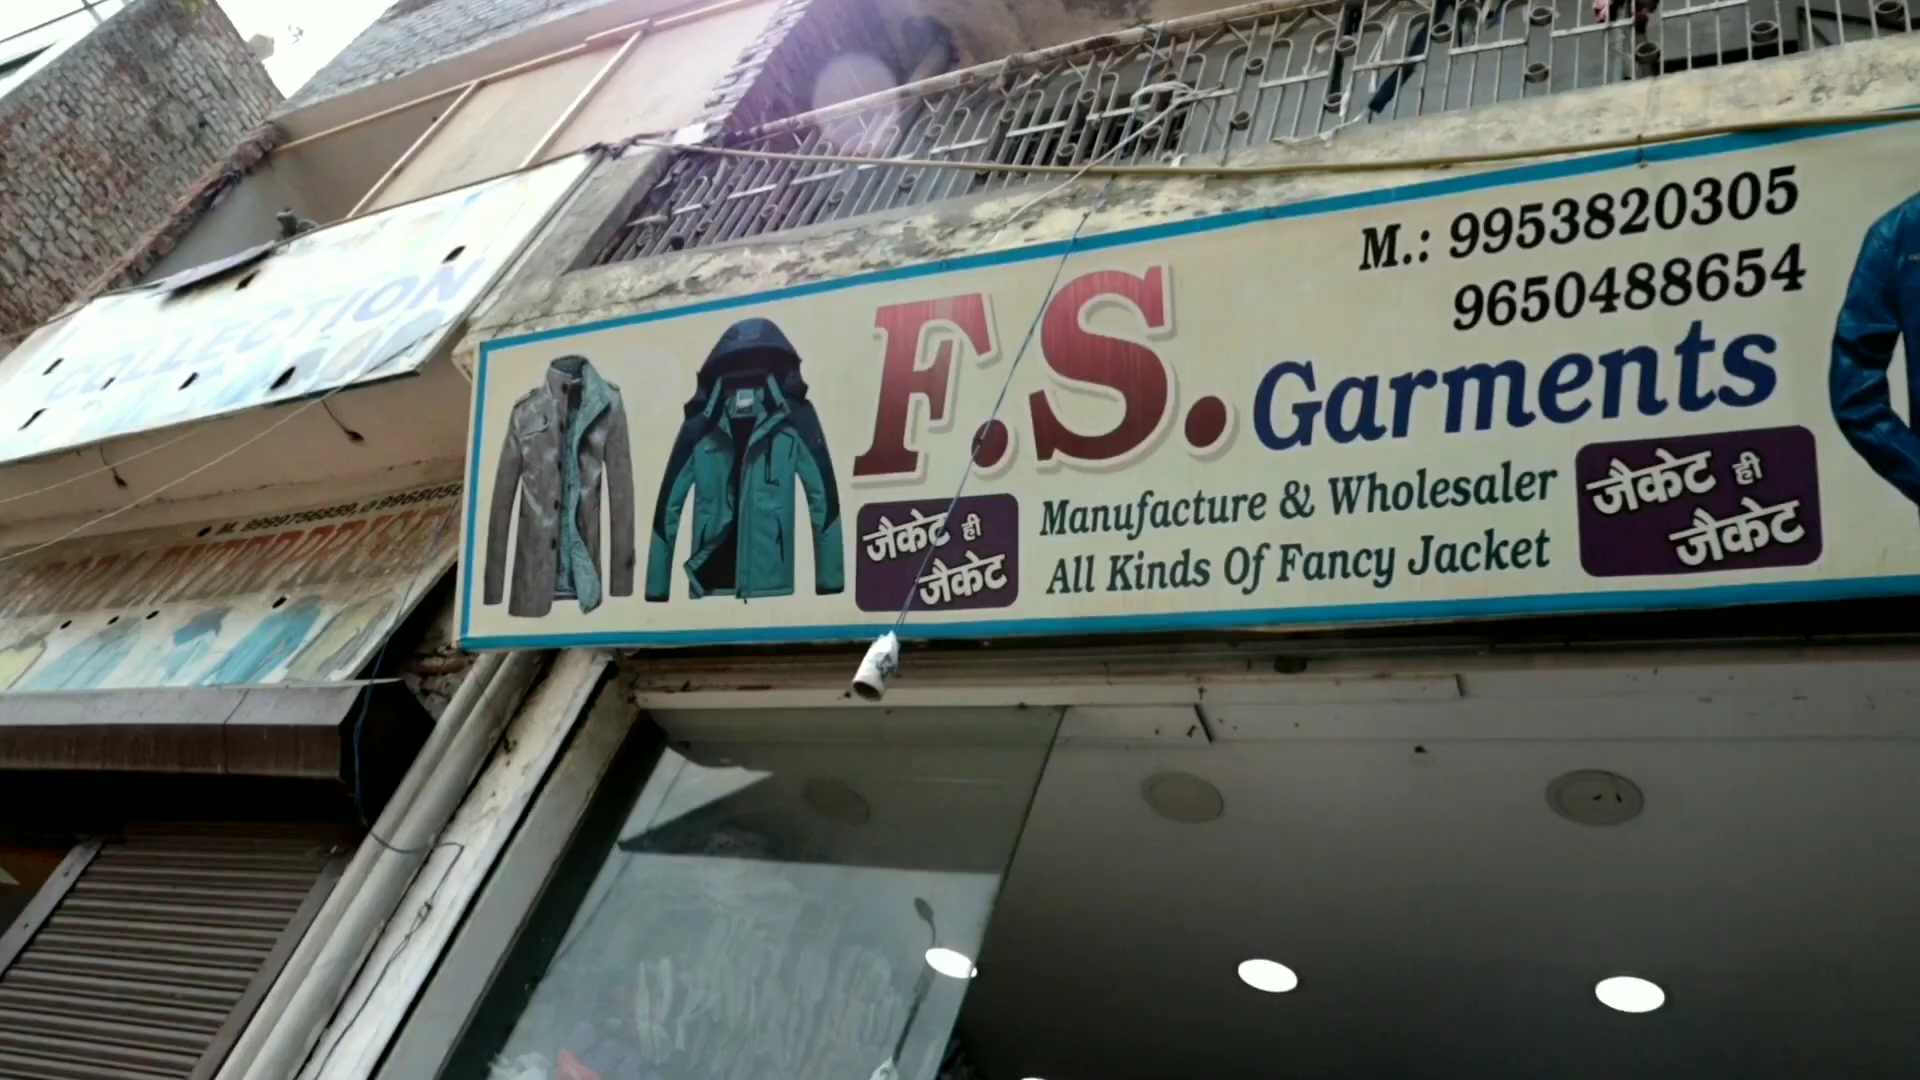 COLLECTION
M.: 9953820305
9650488654
F.S. Garments
जैकेट ही
जैकेट
Manufacture & Wholesaler
All Kinds Of Fancy Jacket
जैकेट ही
जैकेट